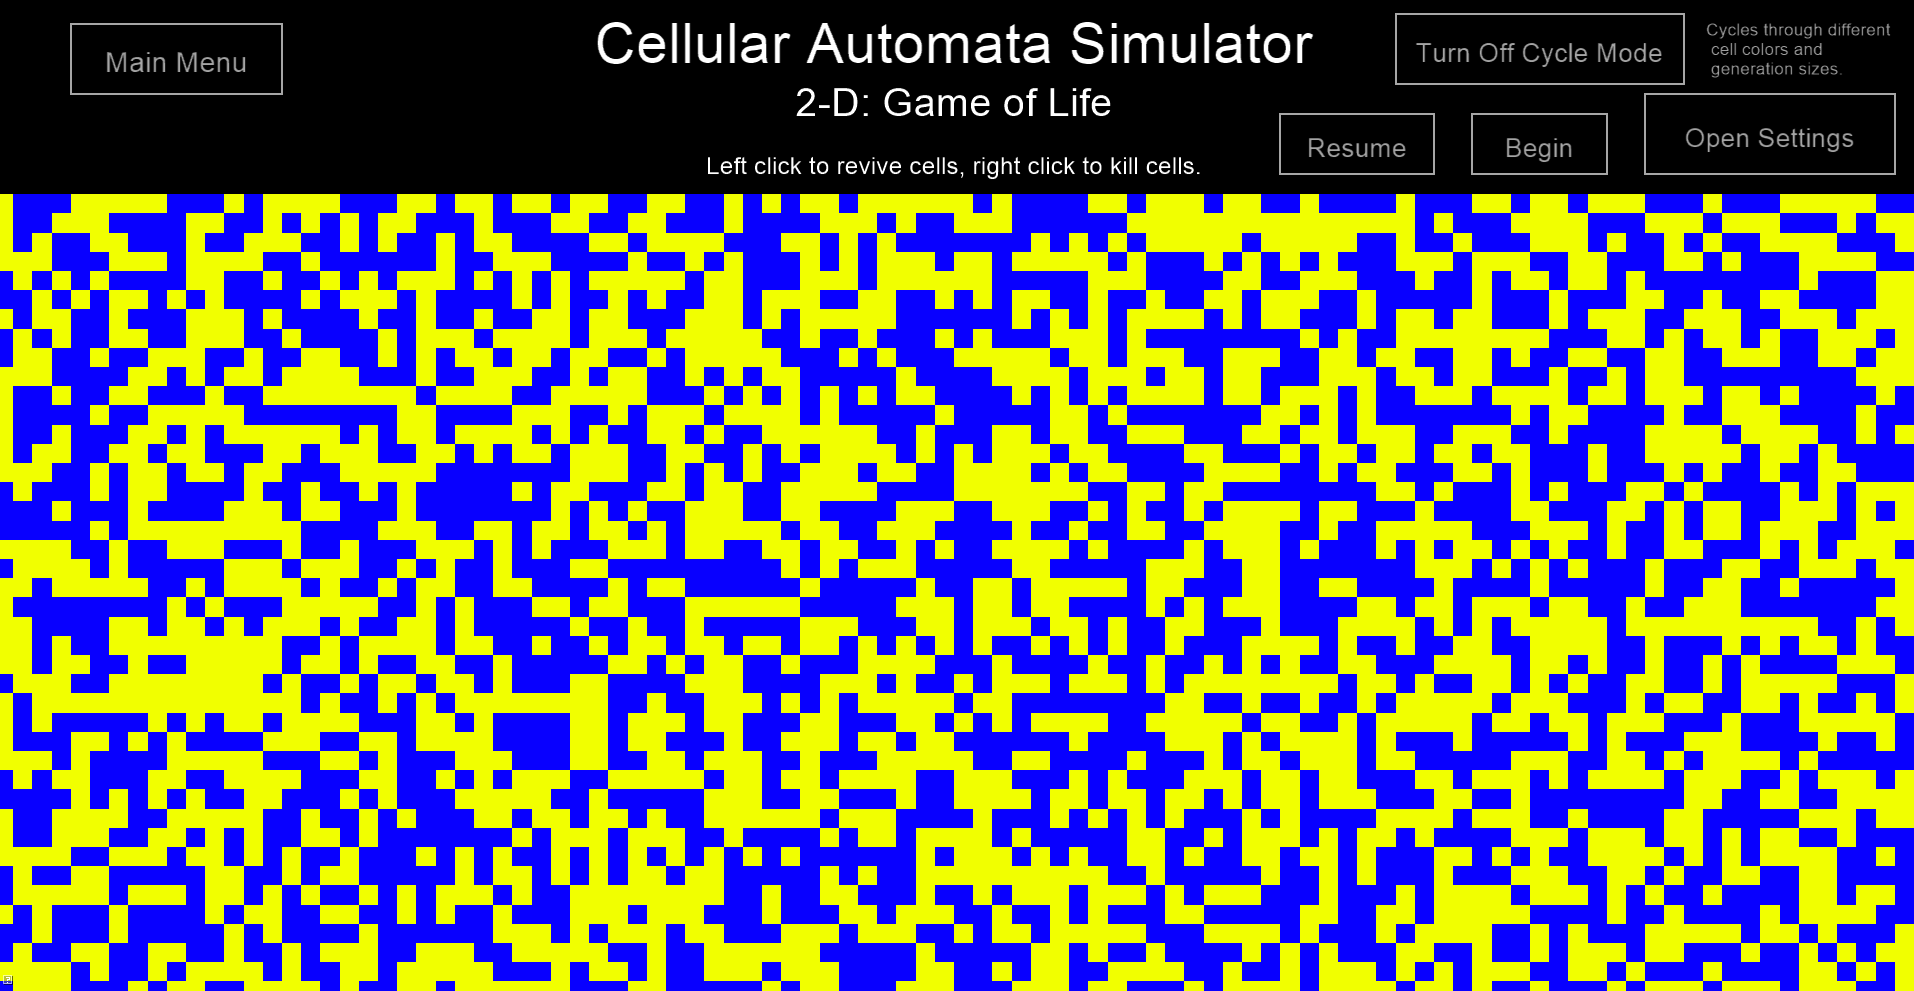 Main Menu
Cellular Automata Simulator
2-D: Game of Life
Left click to revive cells, right click to kill cells.
Turn Off Cycle Mode
Cycles through different
cell colors and
generation sizes.
Resume
Begin
Open Settings